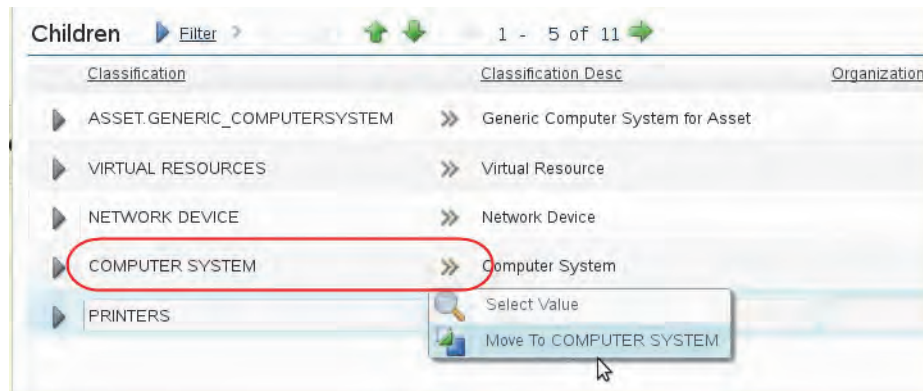 Children Filter 1 - 5 of 11
Classification Classification Desc Organization
ASSET.GENERIC_COMPUTERSYSTEM Generic Computer System for Asset
VIRTUAL RESOURCES Virtual Resource
NETWORK DEVICE Network Device
COMPUTER SYSTEM Computer System
Select Value
PRINTERS
Move To COMPUTER SYSTEM